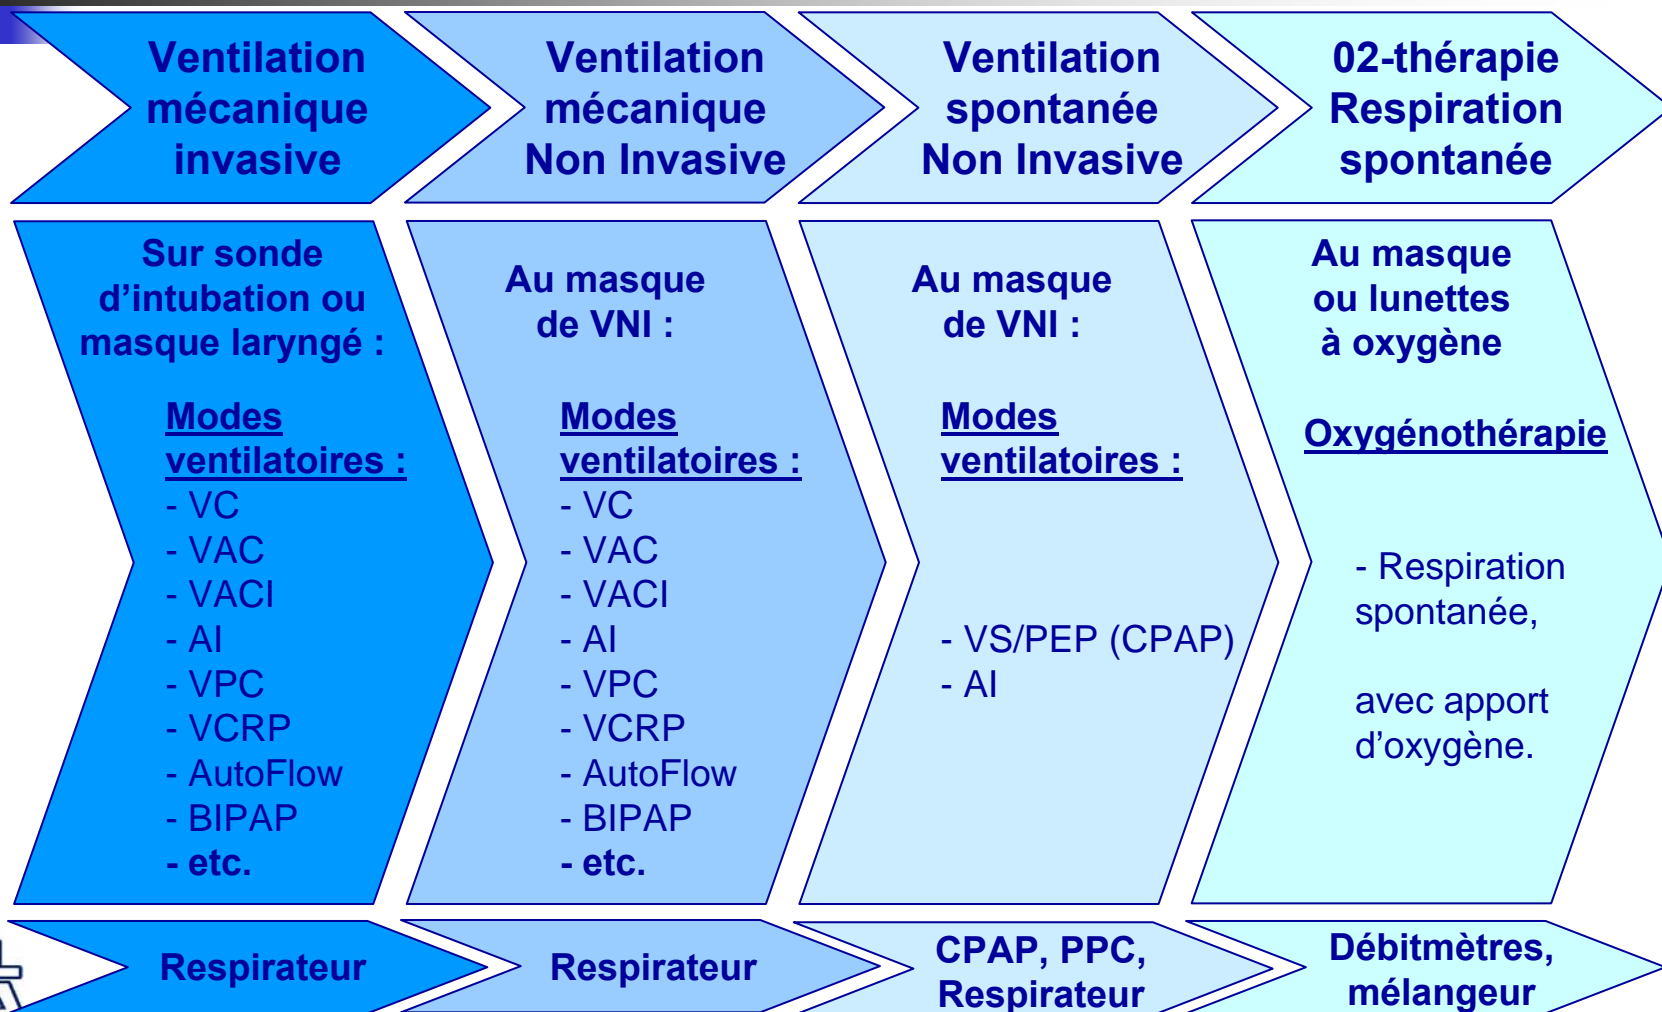 Ventilation
mécanique
invasive
Ventilation
mécanique
Non Invasive
Ventilation
spontanée
Non Invasive
02-thérapie
Respiration
spontanée
Sur sonde
d’intubation ou
masque laryngé :
Modes
ventilatoires :
- VC
- VAC
- VACI
- AI
- VPC
- VCRP
- AutoFlow
- BIPAP
- etc.
Au masque
de VNI :
Modes
ventilatoires :
- VC
- VAC
- VACI
- AI
- VPC
- VCRP
- AutoFlow
- BIPAP
- etc.
Au masque
de VNI :
Modes
ventilatoires :
- VS/PEP (CPAP)
- AI
Au masque
ou lunettes
à oxygène
Oxygénothérapie
- Respiration
spontanée,
avec apport
d’oxygène.
Respirateur
Respirateur
CPAP, PPC,
Respirateur
Débitmètres,
mélangeur